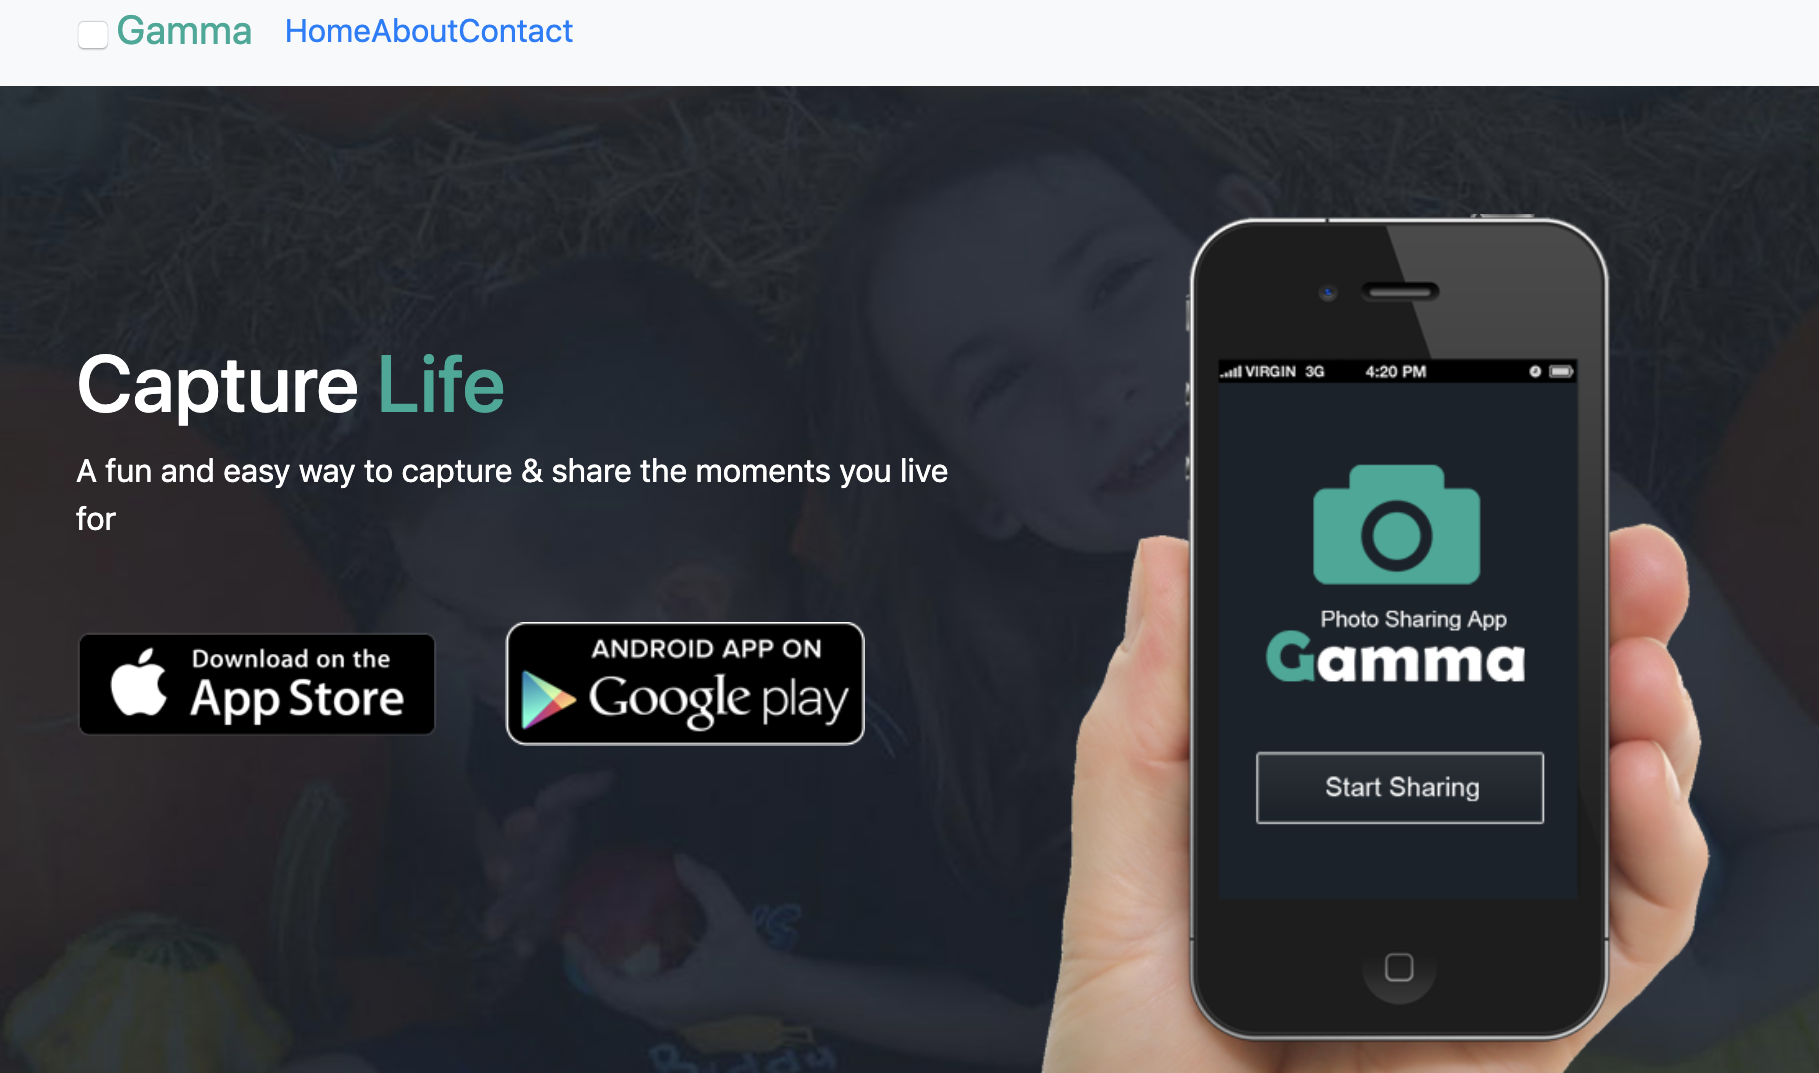 Gamma HomeAboutContact
Capture Life
A fun and easy way to capture & share the moments you live
for
Download on the
App Store
ANDROID APP ON
Google play
VIRGIN 3G 4:20 PM
Photo Sharing App
Gamma
Start Sharing